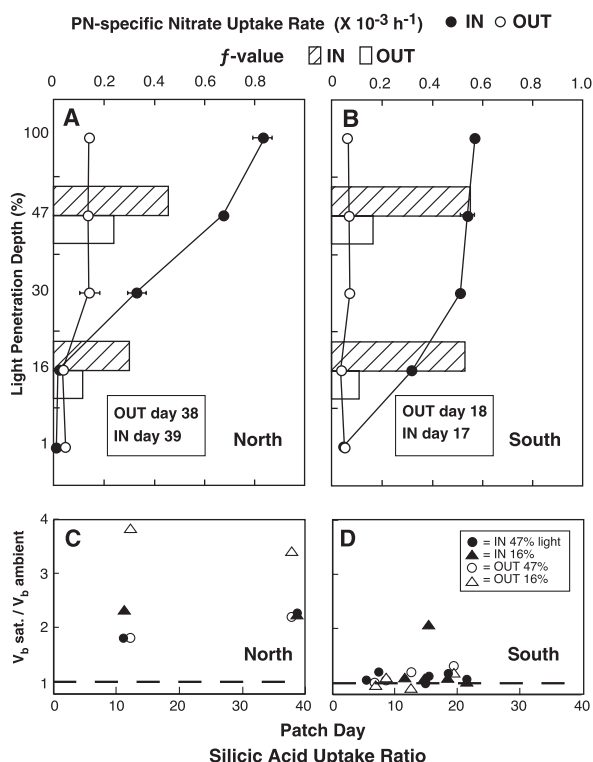 PN-specific Nitrate Uptake Rate (X 10⁻³ h⁻¹) ● IN ○ OUT
ƒ-value IN OUT
0 0.2 0.4 0.6 0.8 0 0.2 0.4 0.6 0.8 1.0
A B
Light Penetration Depth (%)
100
47
30
16
1
OUT day 38
IN day 39
North
OUT day 18
IN day 17
South
Vb sat. / Vb ambient
4
3
2
1
C
North
D
● = IN 47% light
▲ = IN 16%
○ = OUT 47%
△ = OUT 16%
South
0 10 20 30 40 10 20 30 40
Patch Day
Silicic Acid Uptake Ratio